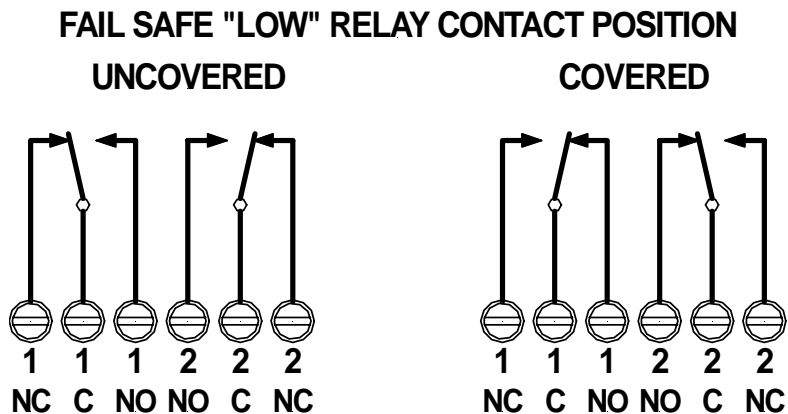 FAIL SAFE "LOW" RELAY CONTACT POSITION
UNCOVERED COVERED
1 1 1 2 2 2 1 1 1 2 2 2
NC C NO NO C NC NC C NO NO C NC